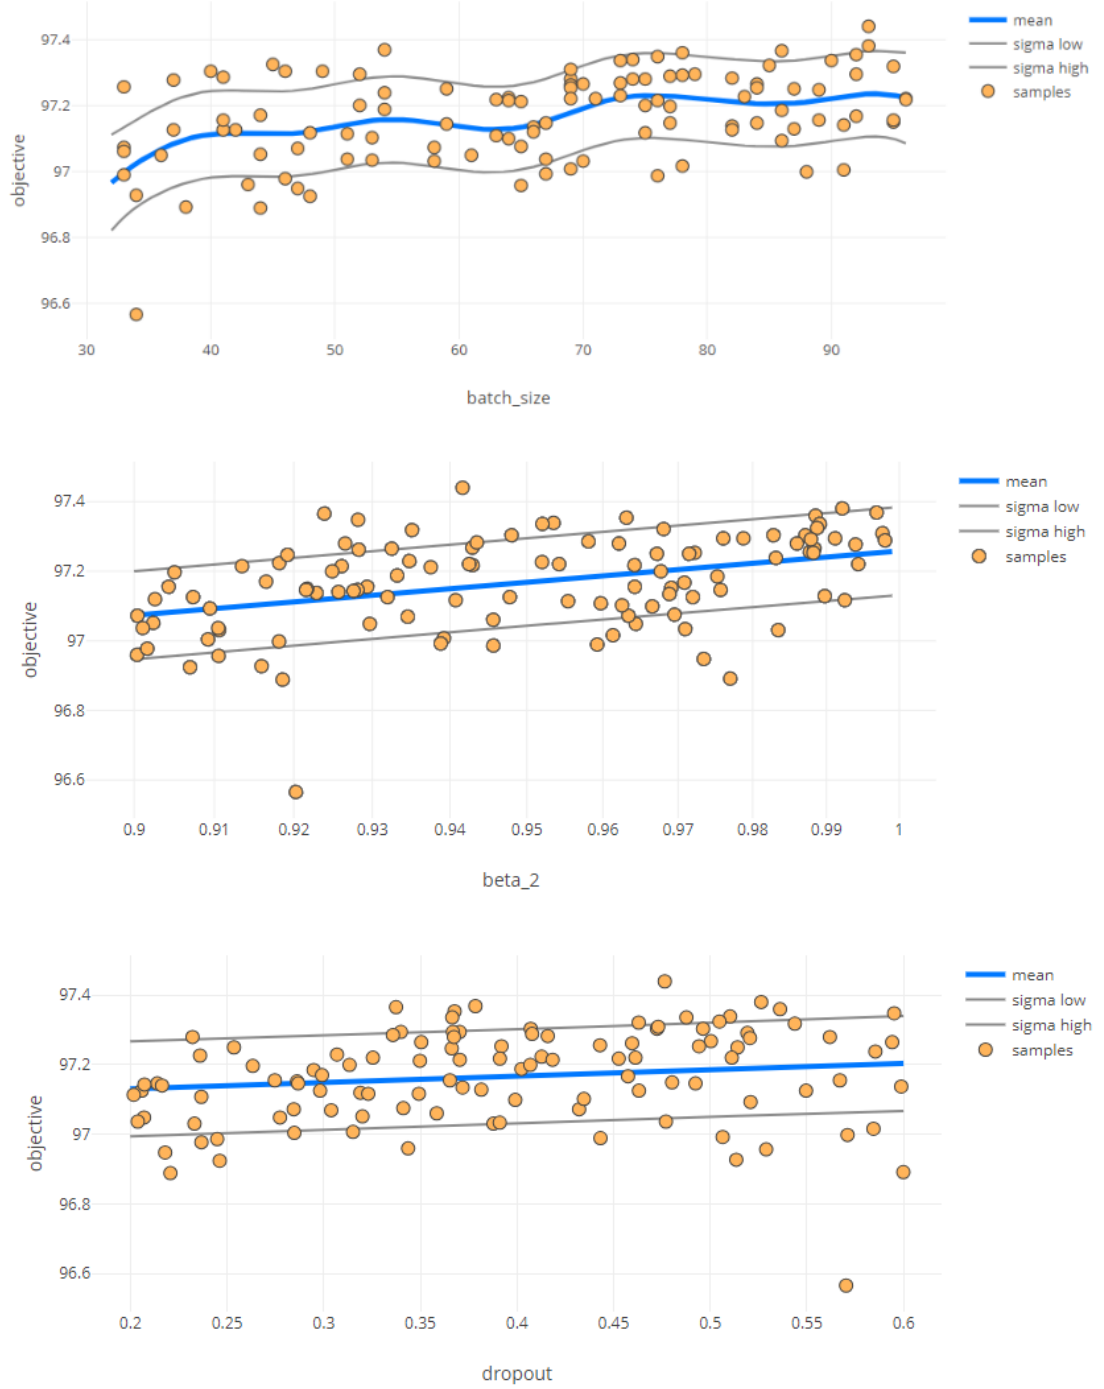 mean
sigma low
sigma high
samples
97.4
97.2
97
96.8
96.6
objective
30 40 50 60 70 80 90
batch_size
mean
sigma low
sigma high
samples
97.4
97.2
97
96.8
96.6
objective
0.9 0.91 0.92 0.93 0.94 0.95 0.96 0.97 0.98 0.99 1
beta_2
mean
sigma low
sigma high
samples
97.4
97.2
97
96.8
96.6
objective
0.2 0.25 0.3 0.35 0.4 0.45 0.5 0.55 0.6
dropout